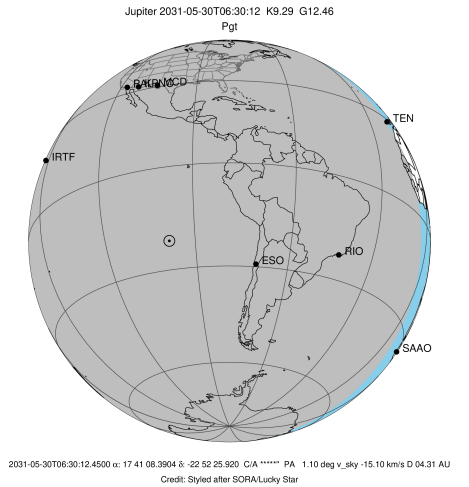 Jupiter 2031-05-30T06:30:12 K9.29 G12.46
Pgt
MCD
TEN
IRTF
ESO
RIO
SAAO
2031-05-30T06:30:12.4500 α: 17 41 08.3904 δ: -22 52 25.920 C/A ****** PA 1.10 deg v_sky -15.10 km/s D 04.31 AU
Credit: Styled after SORA/Lucky Star